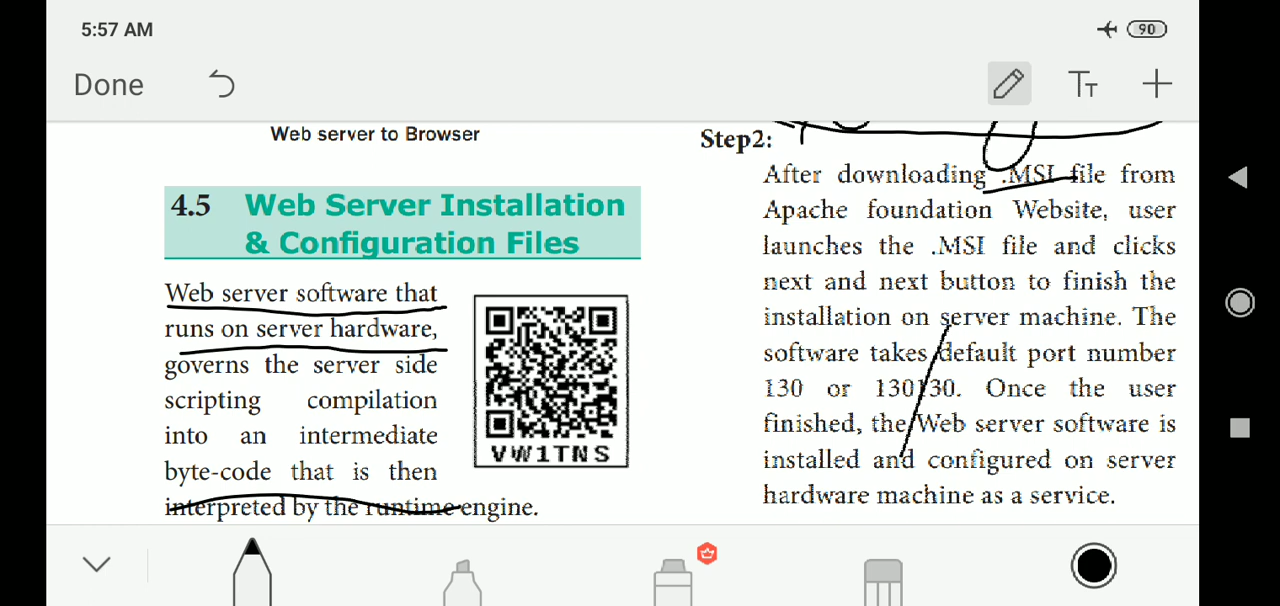 5:57 AM
90
Done
Web server to Browser
4.5 Web Server Installation
& Configuration Files
Web server software that
runs on server hardware,
governs the server side
scripting compilation
into an intermediate
byte-code that is then
interpreted by the runtime engine.
VW1TNS
Step2:
After downloading .MSI file from
Apache foundation Website, user
launches the .MSI file and clicks
next and next button to finish the
installation on server machine. The
software takes default port number
130 or 130130. Once the user
finished, the Web server software is
installed and configured on server
hardware machine as a service.